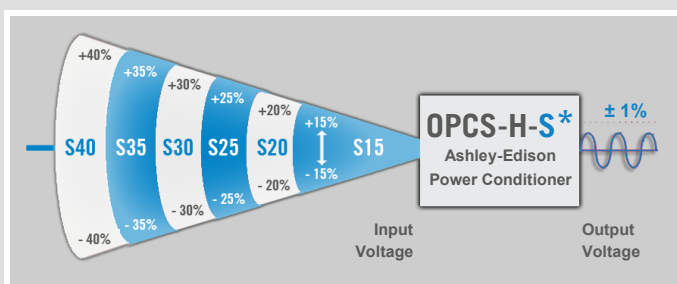 +40%
+35%
+30%
+25%
+20%
+15%
S40 S35 S30 S25 S20 S15
- 15%
- 20%
- 25%
- 30%
- 35%
- 40%
OPCS-H-S*
Ashley-Edison
Power Conditioner
± 1%
Input
Voltage
Output
Voltage